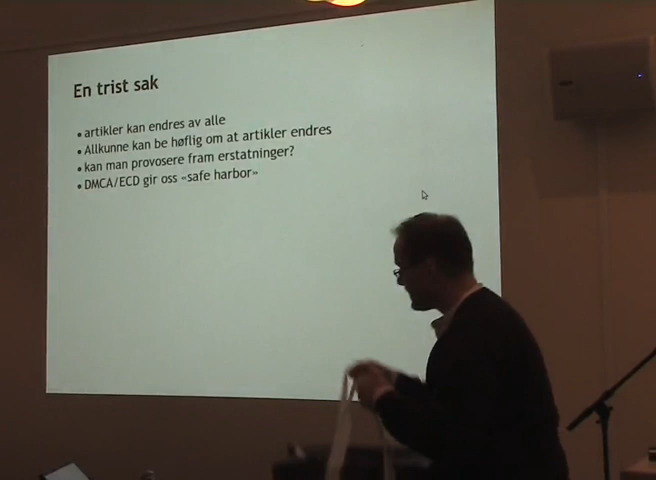 En trist sak
• artikler kan endres av alle
• Allkunne kan be høflig om at artikler endres
• kan man provosere fram erstatninger?
• DMCA/ECD gir oss «safe harbor»